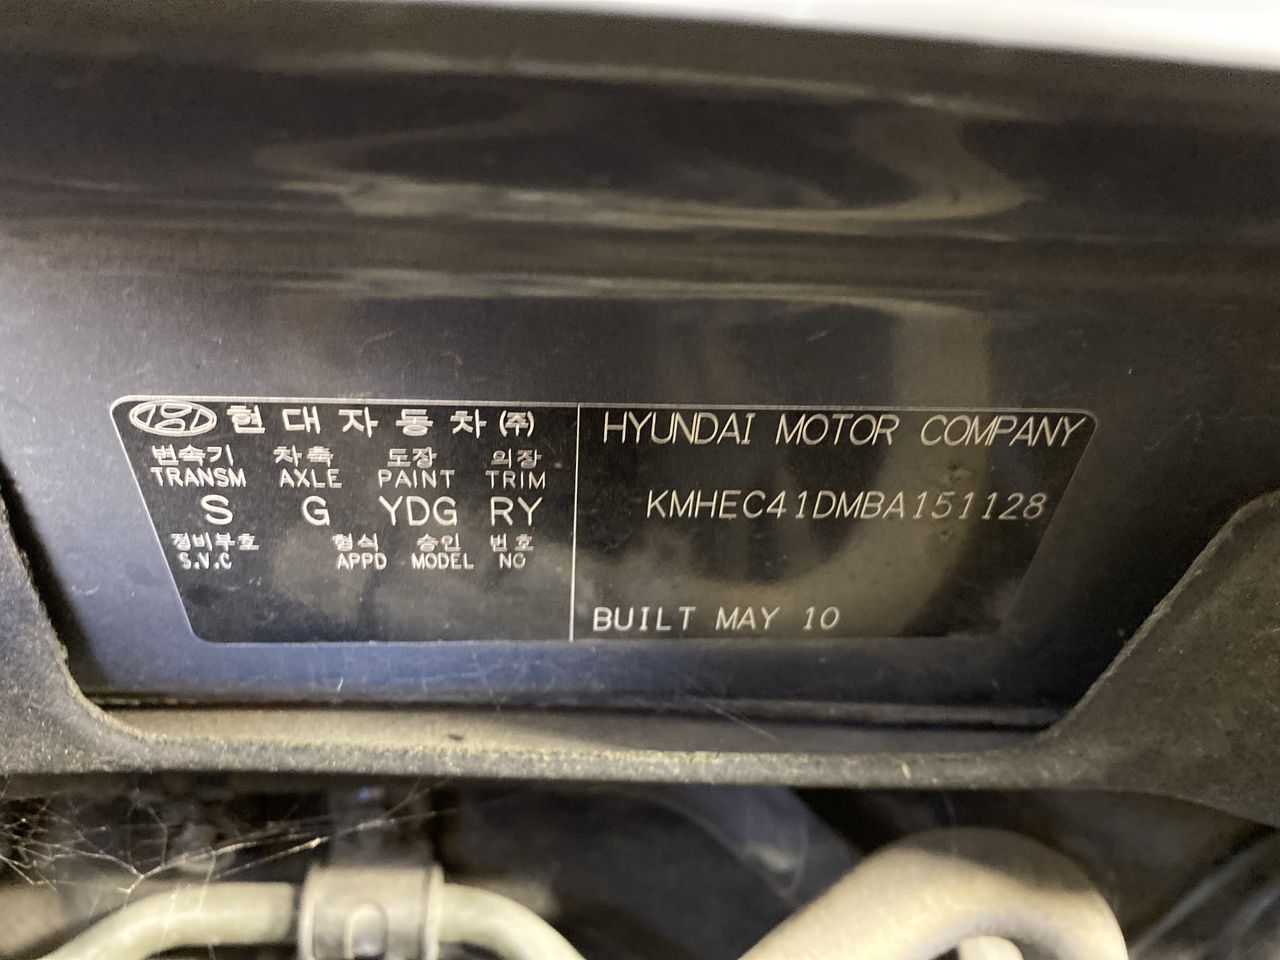 현대자동차(주)
변속기 차축 도장 의장
TRANSM AXLE PAINT TRIM
S G YDG RY
정비부호 형식 승인 번호
S.V.C APPD MODEL NO
HYUNDAI MOTOR COMPANY
KMHEC41DMBA151128
BUILT MAY 10